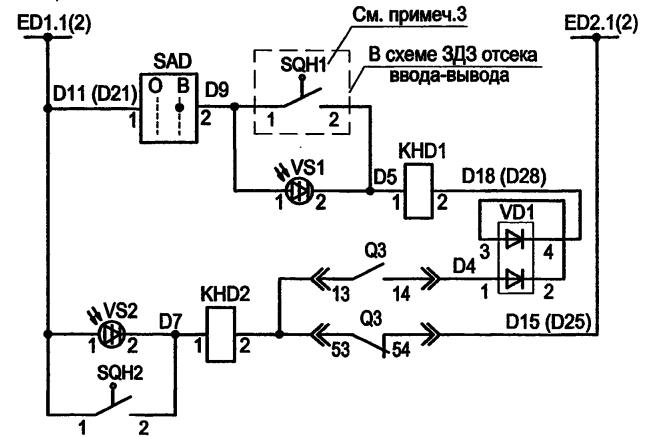 ED1.1(2)
См. примеч.3
ED2.1(2)
SAD
SQH1
В схеме ЗДЗ отсека
ввода-вывода
D11 (D21)
O B
D9
1 2
1 2
VS1
D5
KHD1
D18 (D28)
1 2
1 2
VD1
3 4
Q3
D4
1 2
13 14
KHD2
VS2
D7
Q3
D15 (D25)
1 2
1 2
53 54
SQH2
1 2